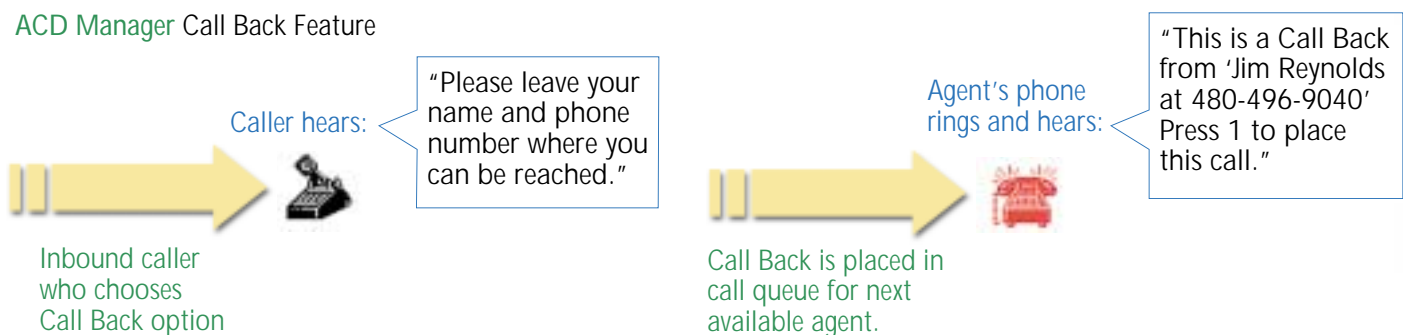 ACD Manager Call Back Feature
Caller hears:
"Please leave your
name and phone
number where you
can be reached."
Inbound caller
who chooses
Call Back option
Agent's phone
rings and hears:
"This is a Call Back
from 'Jim Reynolds
at 480-496-9040'
Press 1 to place
this call."
Call Back is placed in
call queue for next
available agent.